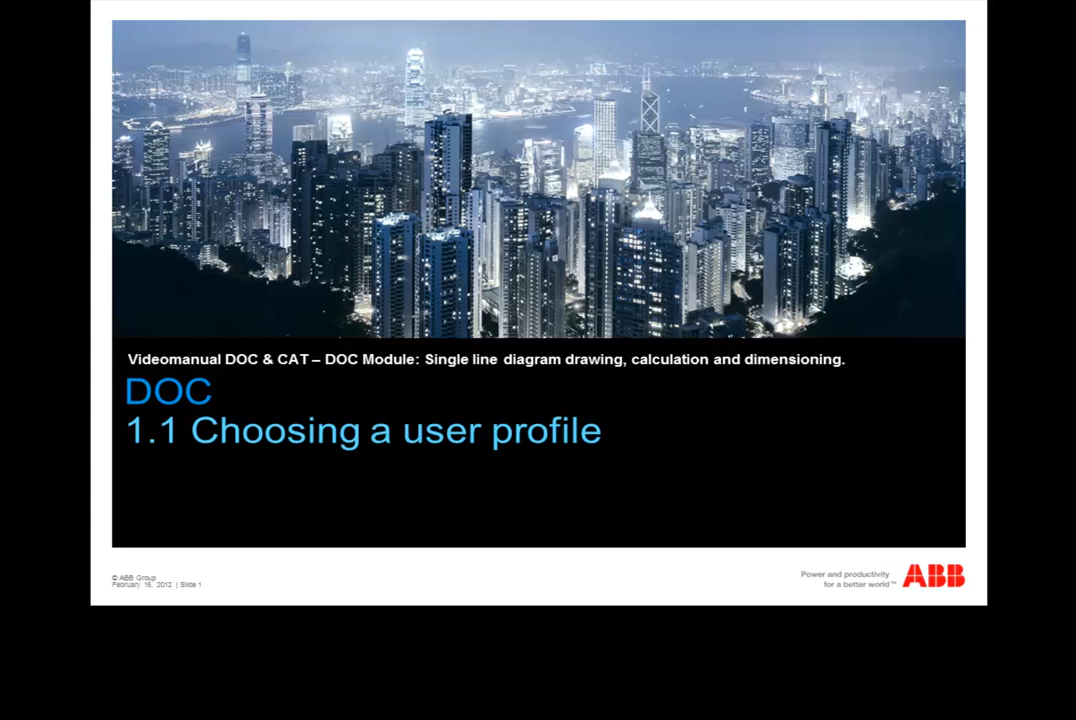 Videomanual DOC & CAT – DOC Module: Single line diagram drawing, calculation and dimensioning.
DOC
1.1 Choosing a user profile
© ABB Group
February 16, 2012 | Slide 1
Power and productivity
for a better world™
ABB